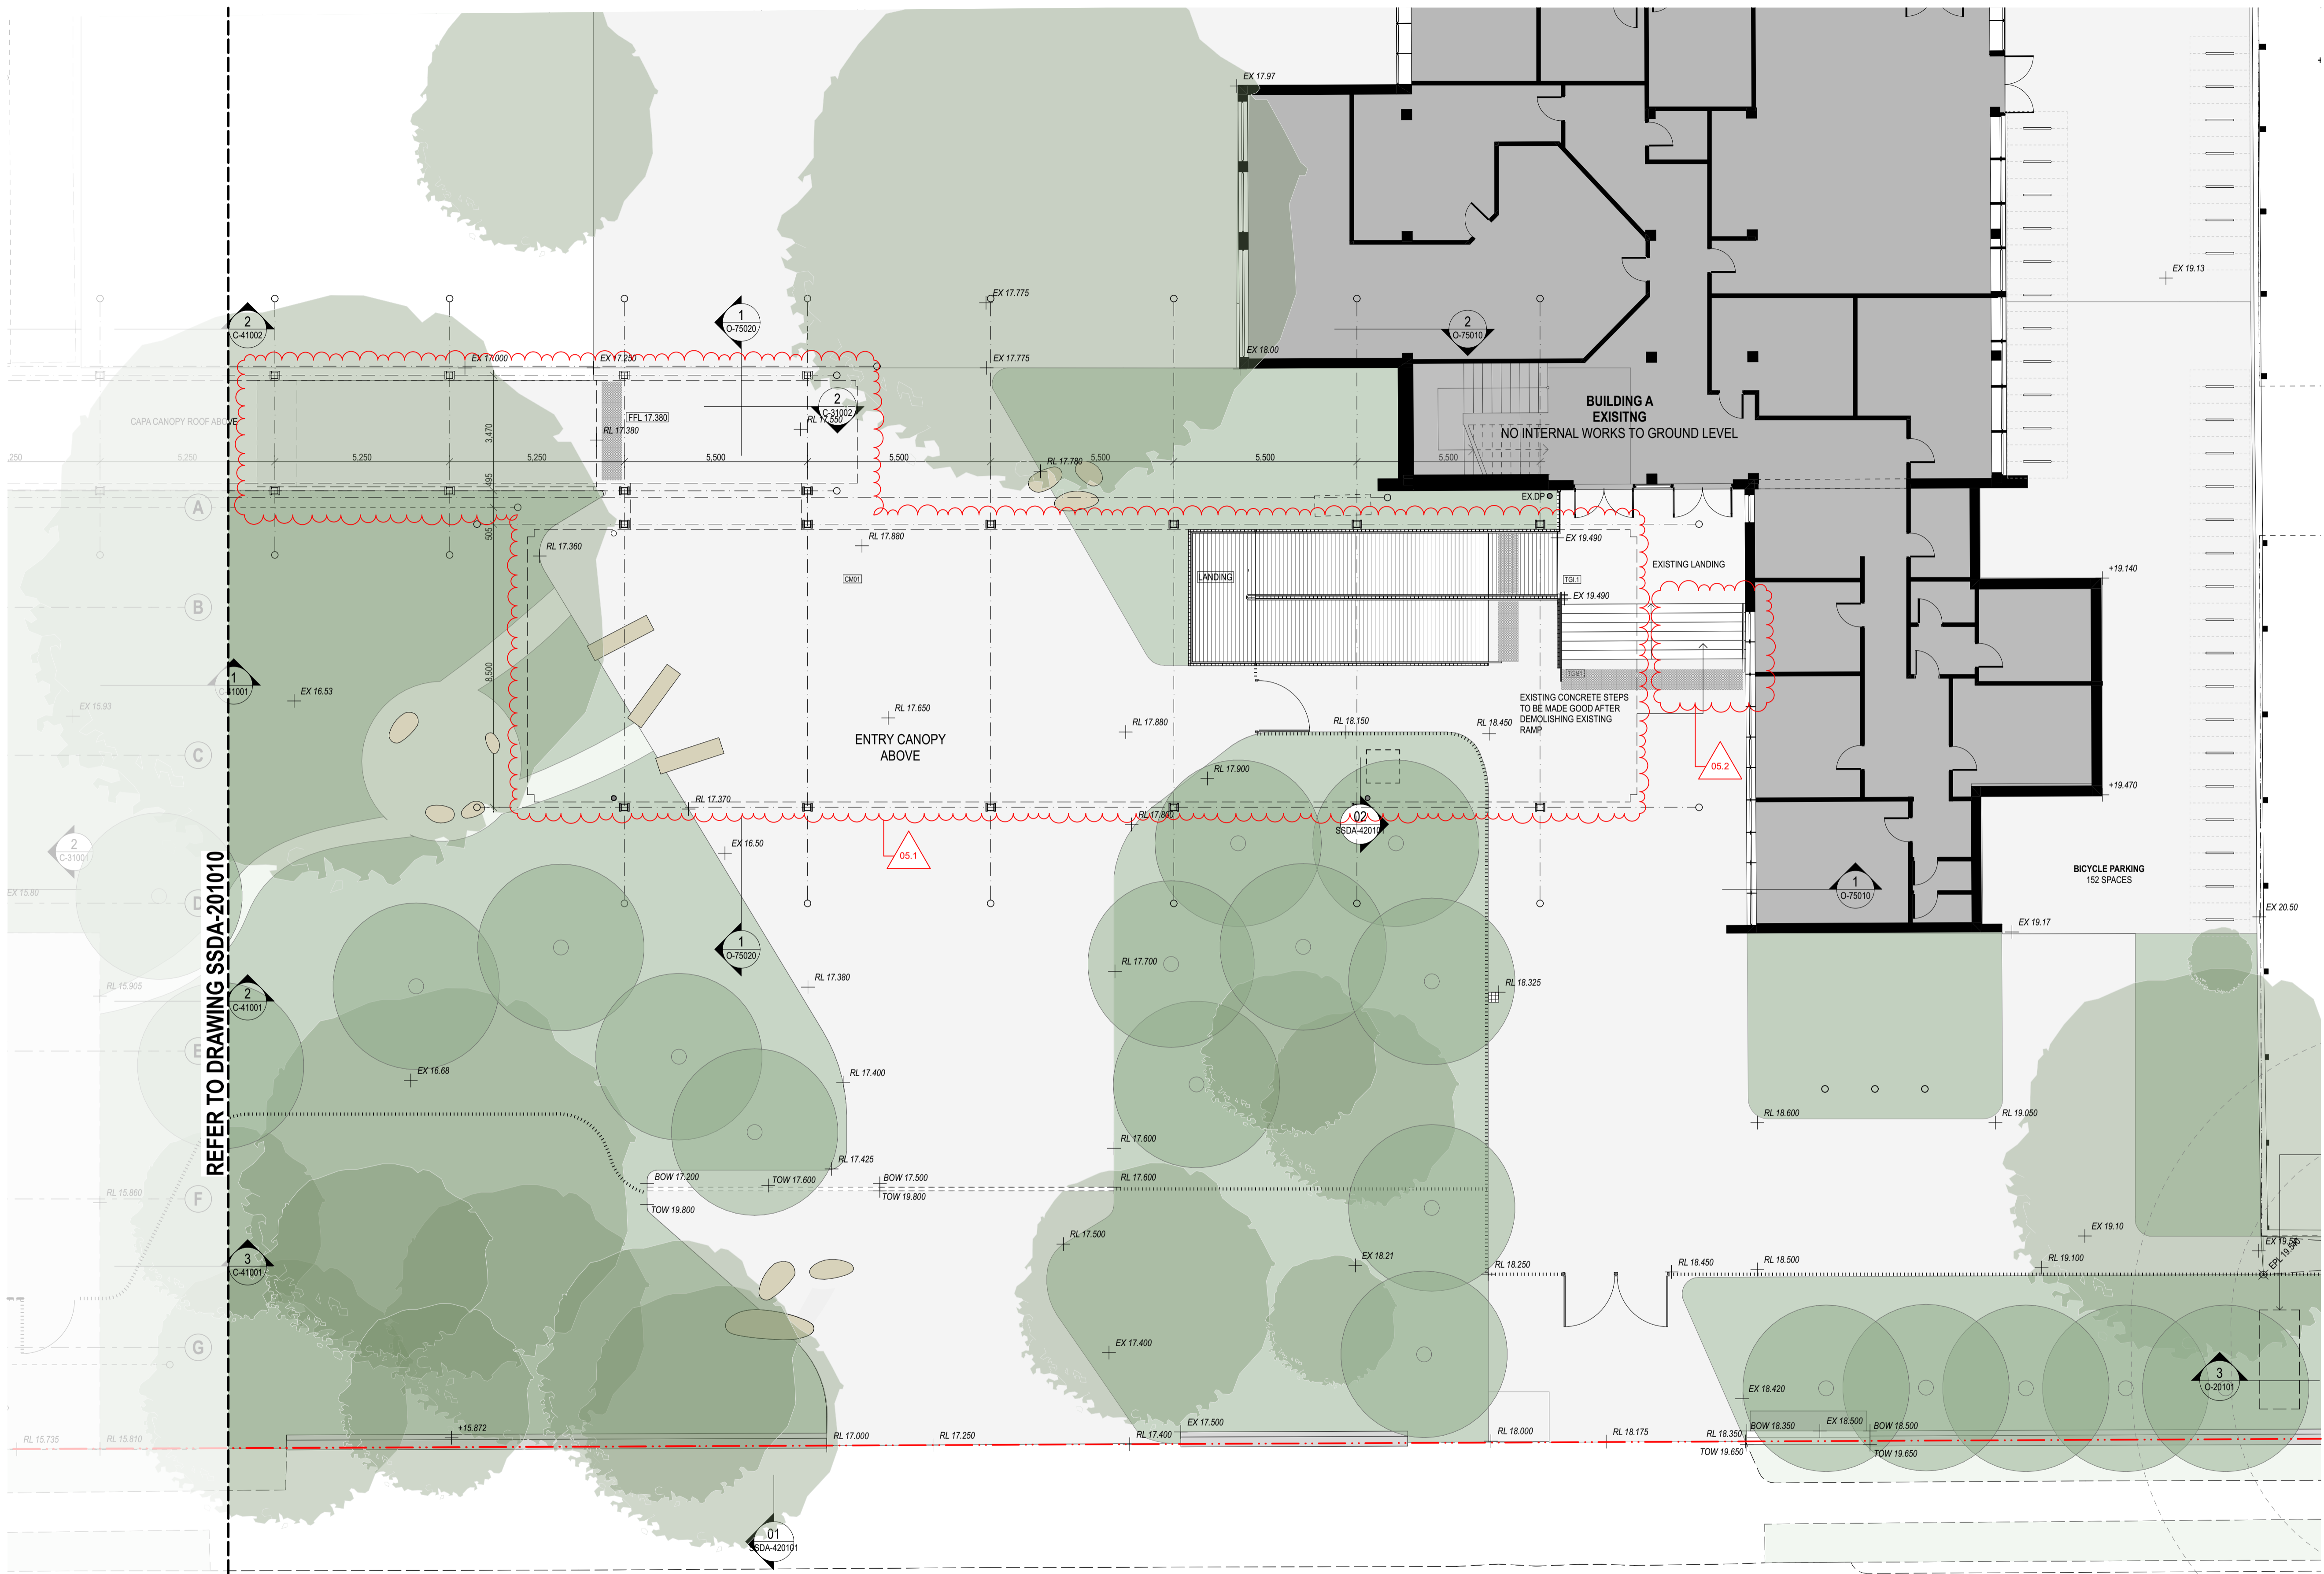 EX 17.97
EX 19.13
EX 17.775
2
C-41002
1
O-75020
2
O-75010
EX 17.000
EX 17.250
EX 17.775
EX 18.00
2
C-31002
CAPA CANOPY ROOF ABOVE
FFL 17.380
RL 17.550
RL 17.380
3,470
BUILDING A
EXISITNG
NO INTERNAL WORKS TO GROUND LEVEL
,250
5,250
5,250
5,250
5,500
5,500
5,500
5,500
5,500
RL 17.780
495
EX.DP
A
505
RL 17.880
EX 19.490
RL 17.360
EXISTING LANDING
CM01
LANDING
TGI.1
+19.140
EX 19.490
B
8,500
1
C-41001
EX 16.53
EX 15.93
TGI01
EXISTING CONCRETE STEPS
TO BE MADE GOOD AFTER
DEMOLISHING EXISTING
RAMP
RL 17.650
RL 17.880
RL 18.150
RL 18.450
ENTRY CANOPY
ABOVE
C
05.2
RL 17.900
+19.470
RL 17.370
RL 17.800
02
SSDA-420101
05.1
EX 16.50
2
C-31001
BICYCLE PARKING
152 SPACES
EX 15.80
D
1
O-75010
EX 20.50
EX 19.17
1
O-75020
REFER TO DRAWING SSDA-201010
RL 17.700
RL 17.380
RL 18.325
RL 15.905
2
C-41001
E
EX 16.68
RL 17.400
RL 18.600
RL 19.050
RL 17.600
RL 17.425
BOW 17.200
TOW 17.600
BOW 17.500
RL 17.600
RL 15.860
F
TOW 19.800
TOW 19.800
RL 17.500
EX 19.10
EX 18.21
RL 18.250
RL 18.450
RL 18.500
RL 19.100
EPL 19.540
3
C-41001
G
EX 17.400
3
O-20101
EX 18.420
+15.872
EX 17.500
BOW 18.350
EX 18.500
BOW 18.500
RL 15.735
RL 15.810
RL 17.000
RL 17.250
RL 17.400
RL 18.000
RL 18.175
RL 18.350
TOW 19.650
TOW 19.650
01
SSDA-420101